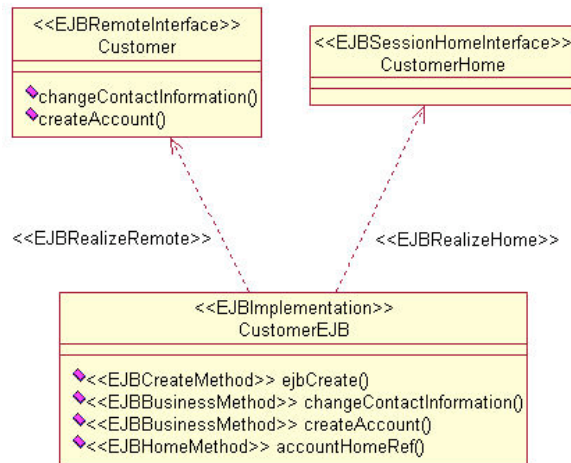 <<EJBRemoteInterface>>
Customer
changeContactInformation()
createAccount()
<<EJBSessionHomeInterface>>
CustomerHome
<<EJBRealizeRemote>>
<<EJBRealizeHome>>
<<EJBImplementation>>
CustomerEJB
<<EJBCreateMethod>> ejbCreate()
<<EJBBusinessMethod>> changeContactInformation()
<<EJBBusinessMethod>> createAccount()
<<EJBHomeMethod>> accountHomeRef()